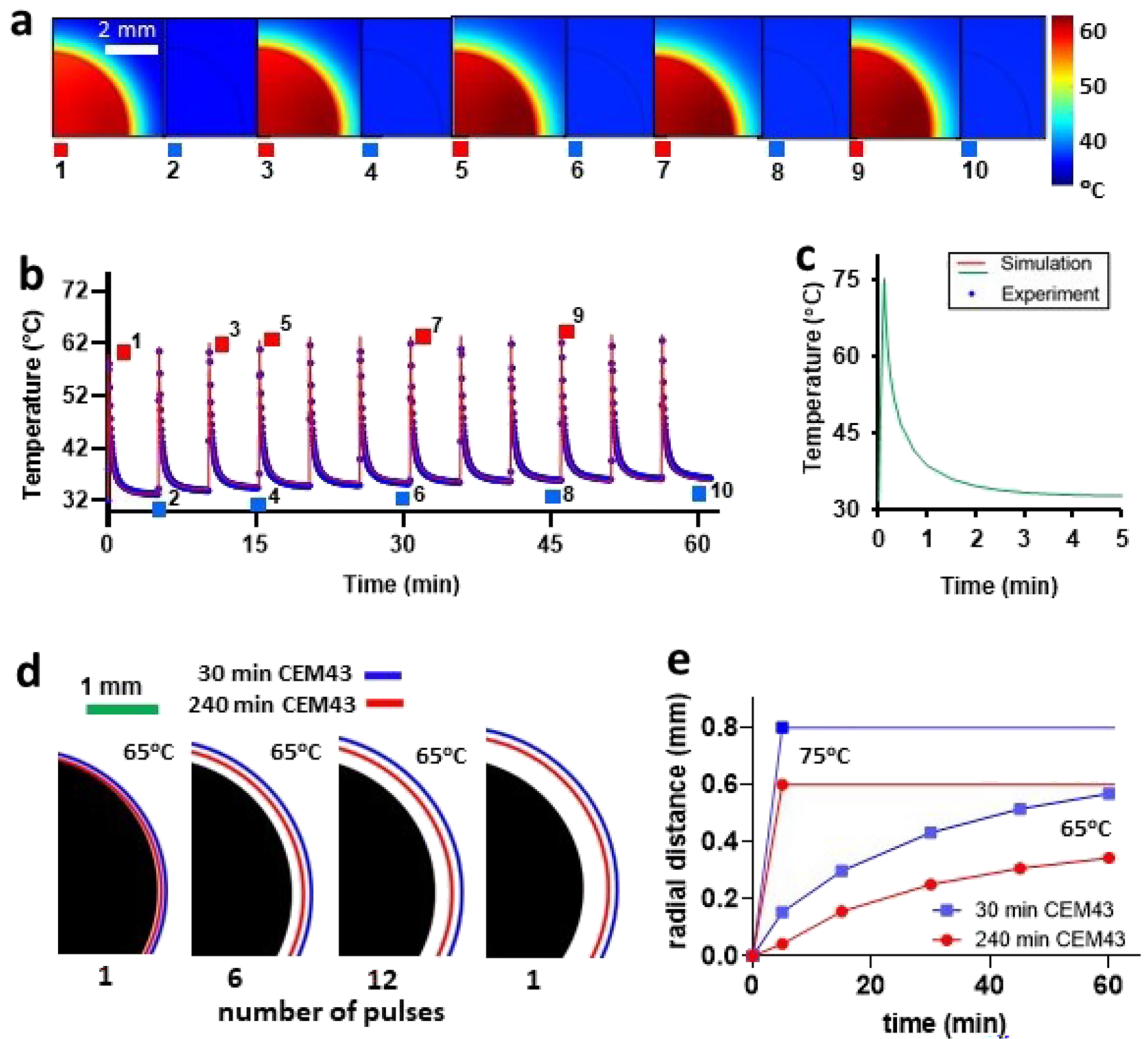 a
2 mm
60
50
40
°C
1 2 3 4 5 6 7 8 9 10
b
Temperature (°C)
72
62
52
42
32
1 3 5 7 9
2 4 6 8 10
0 15 30 45 60
Time (min)
c
Temperature (°C)
75
60
45
30
Simulation
Experiment
0 1 2 3 4 5
Time (min)
d
1 mm
30 min CEM43
240 min CEM43
65°C 65°C 65°C
1 6 12 1
number of pulses
e
radial distance (mm)
0.8
0.6
0.4
0.2
0.0
75°C
65°C
30 min CEM43
240 min CEM43
0 20 40 60
time (min)